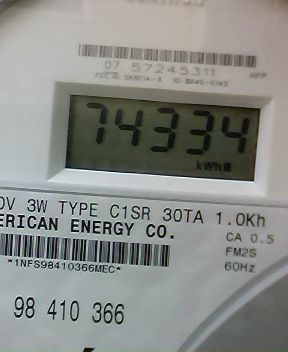 07 57245311
74334
kWh
0V 3W TYPE C1SR 30TA 1.0Kh
ERICAN ENERGY CO.
CA 0.5
FM2S
60Hz
*1NFS98410366MEC*
98 410 366